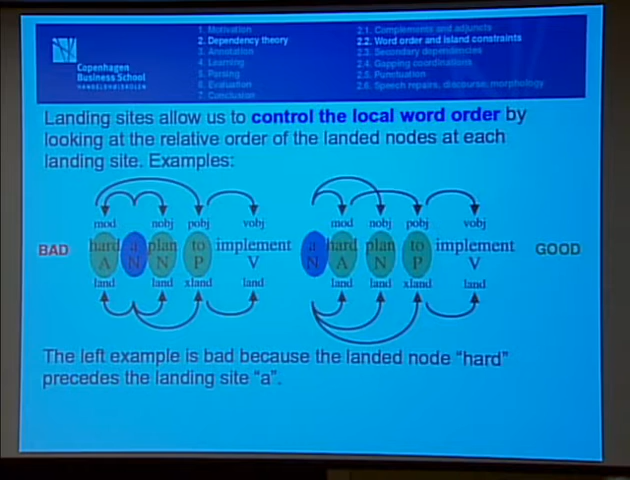 Copenhagen
Business School
HANDELSHØJSKOLEN
1. Motivation
2. Dependency theory
3. Annotation
4. Learning
5. Parsing
6. Evaluation
7. Conclusion
2.1. Complements and adjuncts
2.2. Word order and island constraints
2.3. Secondary dependencies
2.4. Gapping coordinations
2.5. Punctuation
2.6. Speech repairs, discourse, morphology
Landing sites allow us to control the local word order by
looking at the relative order of the landed nodes at each
landing site. Examples:
mod nobj pobj vobj
BAD hard a plan to implement
A N N P V
land land xland land
mod nobj pobj vobj
a hard plan to implement GOOD
N A N P V
land land xland land
The left example is bad because the landed node “hard”
precedes the landing site “a”.